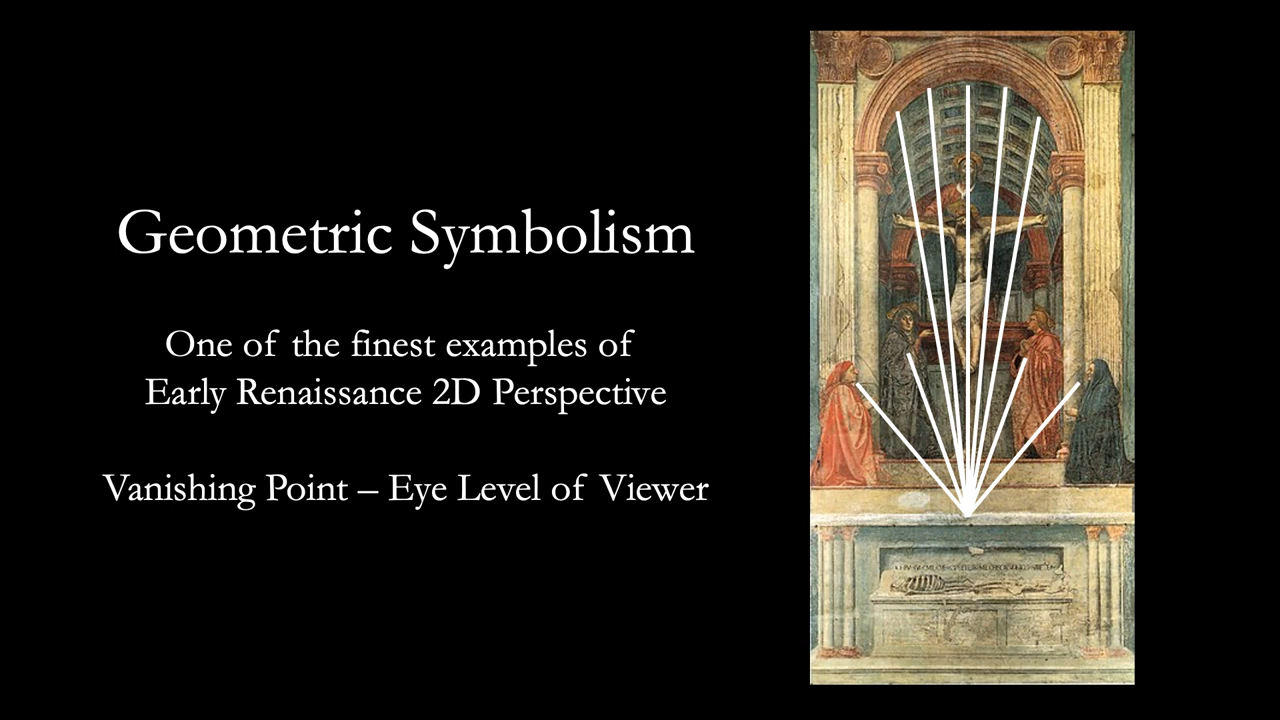 Geometric Symbolism
One of the finest examples of
Early Renaissance 2D Perspective
Vanishing Point – Eye Level of Viewer